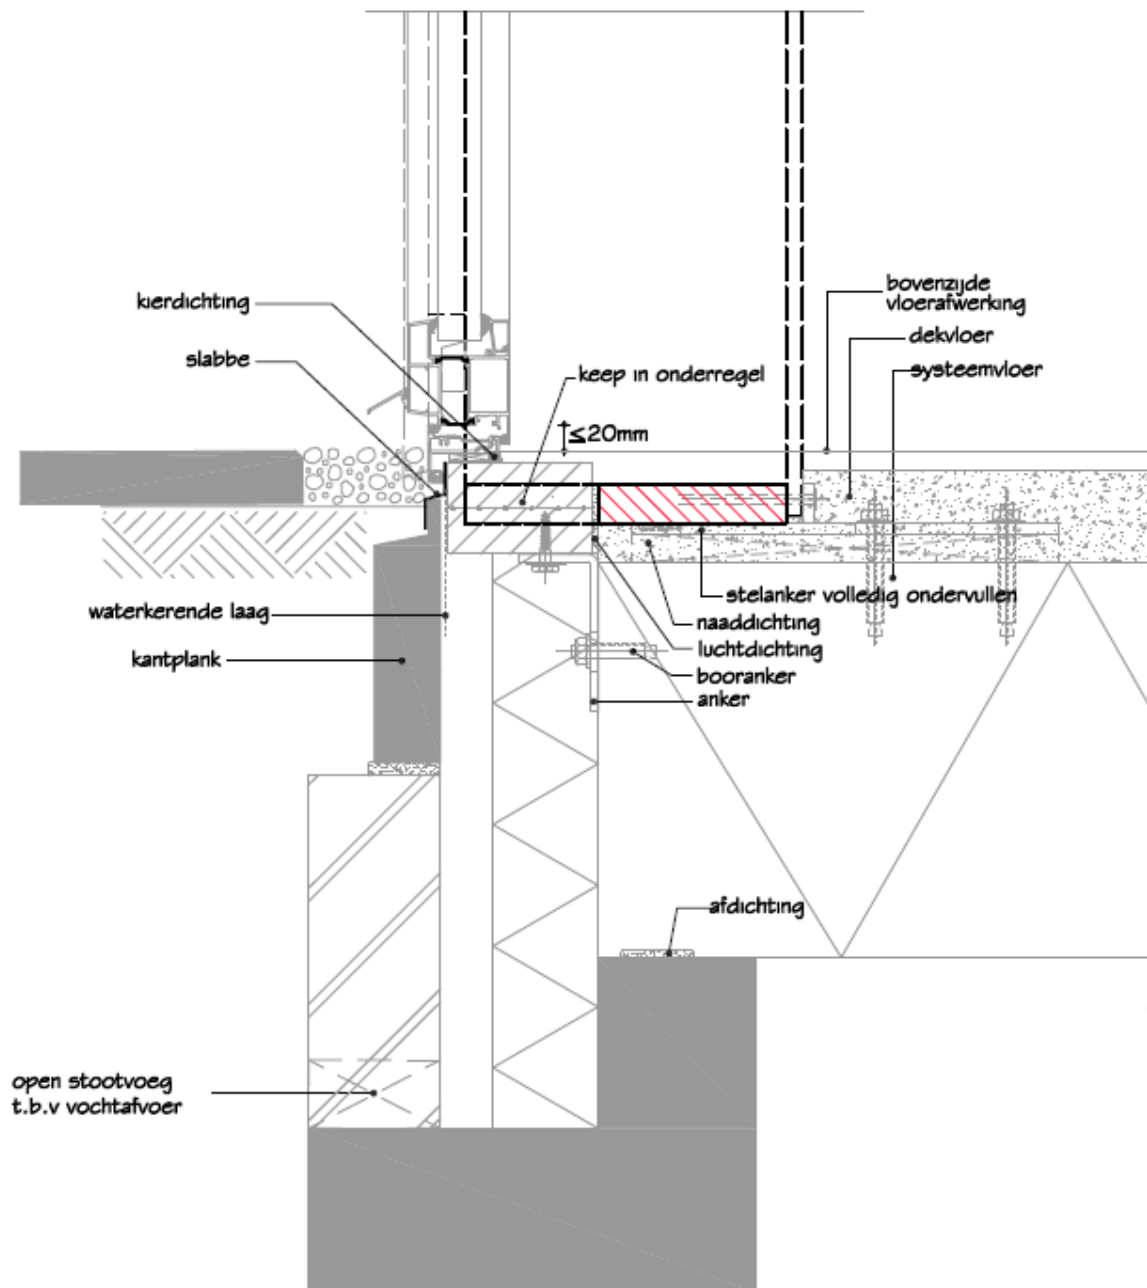 kierdichting
bovenzijde
vloerafwerking
dekvloer
slabbe
systeemvloer
keep in onderregel
≤20mm
stelanker volledig ondervullen
waterkerende laag
naaddichting
luchtdichting
kantplank
booranker
anker
afdichting
open stootvoeg
t.b.v vochtafvoer